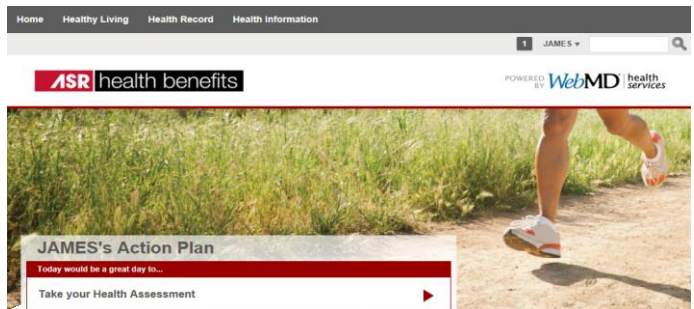 Home Healthy Living Health Record Health Information
1 JAMES
ASR health benefits
POWERED BY WebMD health services
JAMES's Action Plan
Today would be a great day to...
Take your Health Assessment